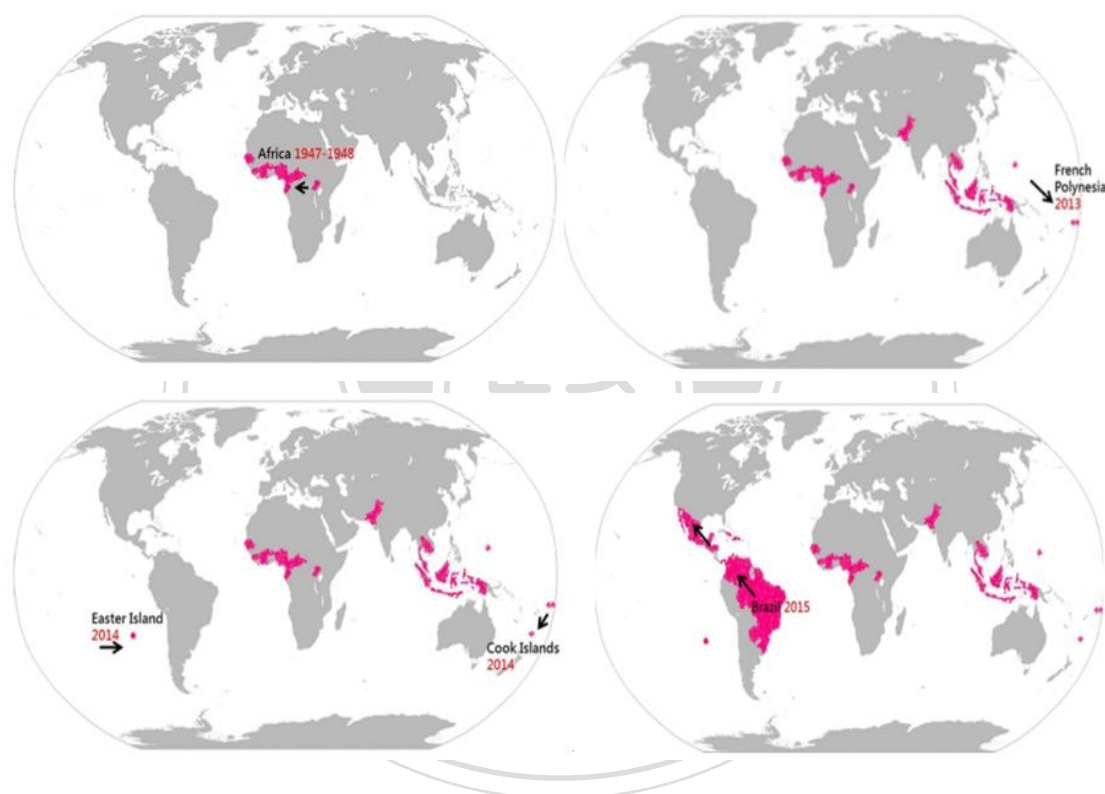 Africa 1947-1948
French
Polynesia
2013
Easter Island
2014
Cook Islands
2014
Brazil 2015